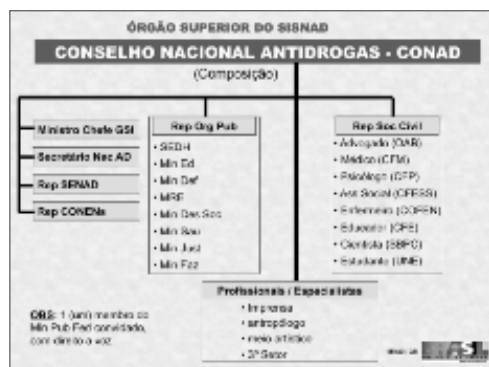 ÓRGÃO SUPERIOR DO SISNAD
CONSELHO NACIONAL ANTIDROGAS - CONAD
(Composição)
Ministro Chefe GSI
Secretário Nac AD
Rep SENAD
Rep CONENs
Rep Org Pub
• SEDH
• Min Ed
• Min Def
• MRE
• Min Des Soc
• Min Sau
• Min Just
• Min Faz
Rep Soc Civil
• Advogado (OAB)
• Médico (CFM)
• Psicólogo (CFP)
• Ass Social (CFESS)
• Enfermeiro (COFEN)
• Educador (CFE)
• Cientista (SBPC)
• Estudante (UNE)
Profissionais / Especialistas
• Imprensa
• antropólogo
• meio artístico
• 3º Setor
OBS: 1 (um) membro do
Min Pub Fed convidado,
com direito a voz